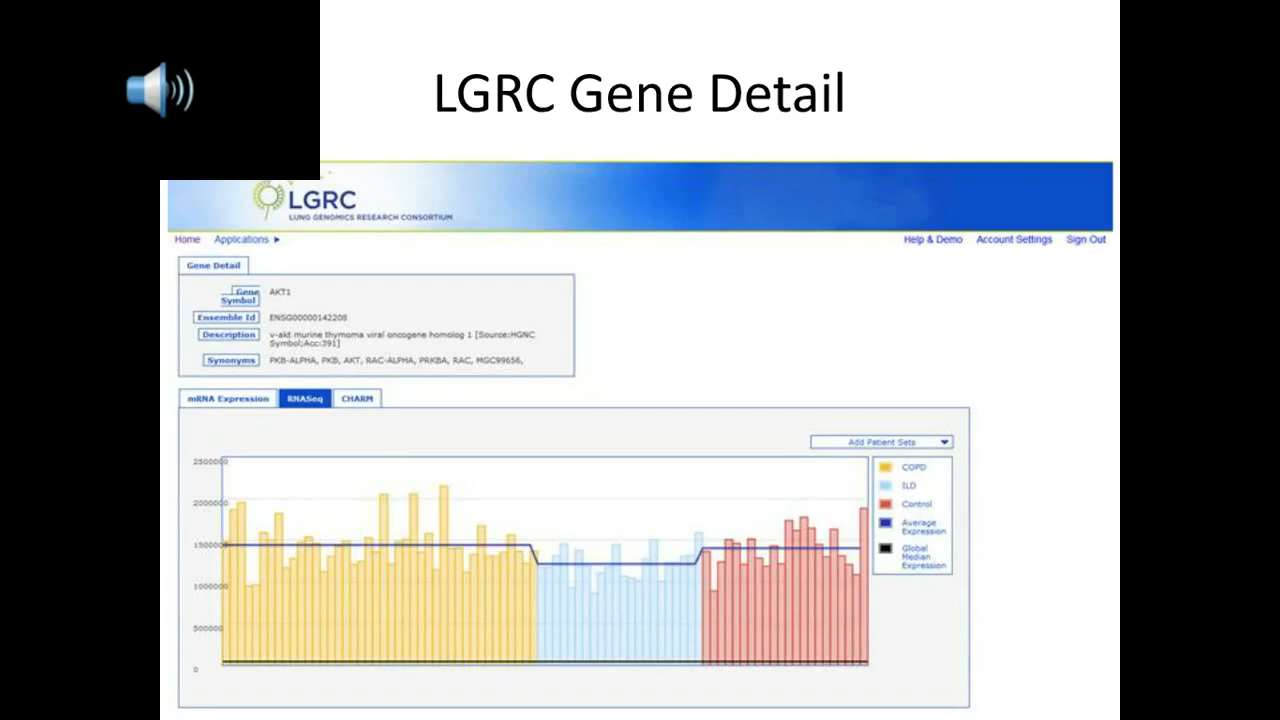 LGRC Gene Detail
LGRC
LUNG GENOMICS RESEARCH CONSORTIUM
Home Applications ► Help & Demo Account Settings Sign Out
Gene Detail
Gene
Symbol AKT1
Ensemble Id ENSG00000142208
Description v-akt murine thymoma viral oncogene homolog 1 [Source:HGNC
Symbol;Acc:391]
Synonyms PKB-ALPHA, PKB, AKT, RAC-ALPHA, PRKBA, RAC, MGC99656,
mRNA Expression RNASeq CHARM
Add Patient Sets
2500000
2000000
1500000
1000000
500000
0
COPD
ILD
Control
Average
Expression
Global
Median
Expression